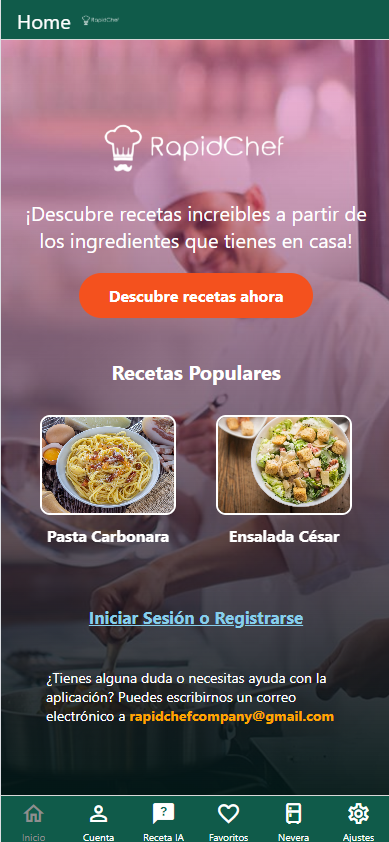 Home RapidChef
RapidChef
¡Descubre recetas increibles a partir de
los ingredientes que tienes en casa!
Descubre recetas ahora
Recetas Populares
Pasta Carbonara Ensalada César
Iniciar Sesión o Registrarse
¿Tienes alguna duda o necesitas ayuda con la
aplicación? Puedes escribirnos un correo
electrónico a rapidchefcompany@gmail.com
?
Inicio Cuenta Receta IA Favoritos Nevera Ajustes